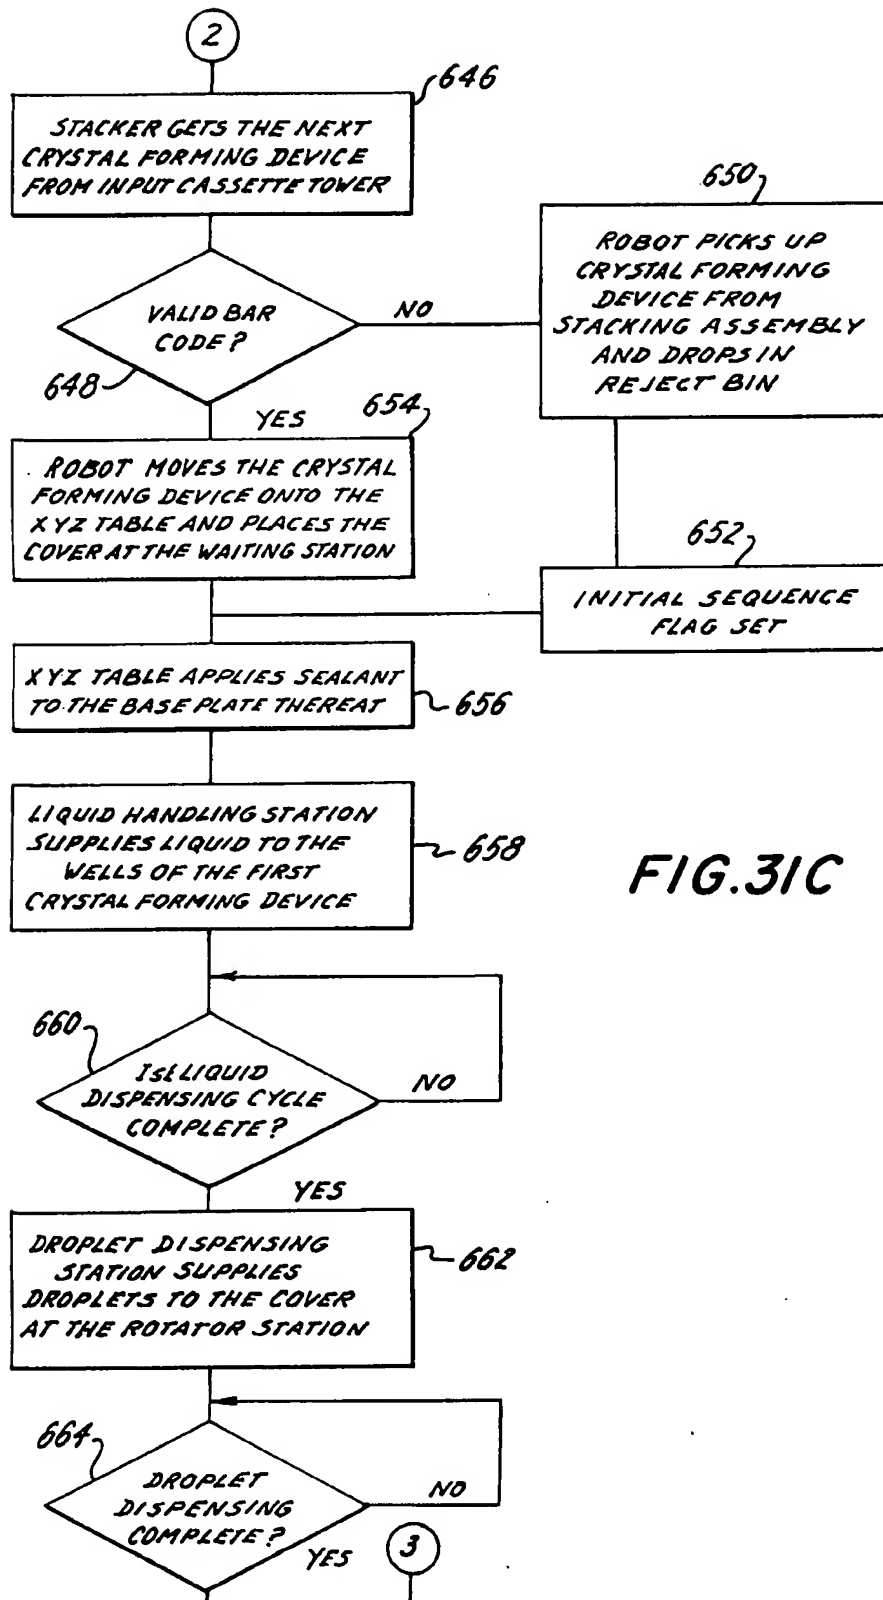 2
646
STACKER GETS THE NEXT
CRYSTAL FORMING DEVICE
FROM INPUT CASSETTE TOWER
650
ROBOT PICKS UP
CRYSTAL FORMING
DEVICE FROM
STACKING ASSEMBLY
AND DROPS IN
REJECT BIN
VALID BAR
CODE?
NO
648
YES
654
ROBOT MOVES THE CRYSTAL
FORMING DEVICE ONTO THE
XYZ TABLE AND PLACES THE
COVER AT THE WAITING STATION
652
INITIAL SEQUENCE
FLAG SET
XYZ TABLE APPLIES SEALANT
TO THE BASE PLATE THEREAT
656
LIQUID HANDLING STATION
SUPPLIES LIQUID TO THE
WELLS OF THE FIRST
CRYSTAL FORMING DEVICE
658
FIG.31C
660
1st LIQUID
DISPENSING CYCLE
COMPLETE?
NO
YES
DROPLET DISPENSING
STATION SUPPLIES
DROPLETS TO THE COVER
AT THE ROTATOR STATION
662
664
DROPLET
DISPENSING
COMPLETE?
NO
YES
3